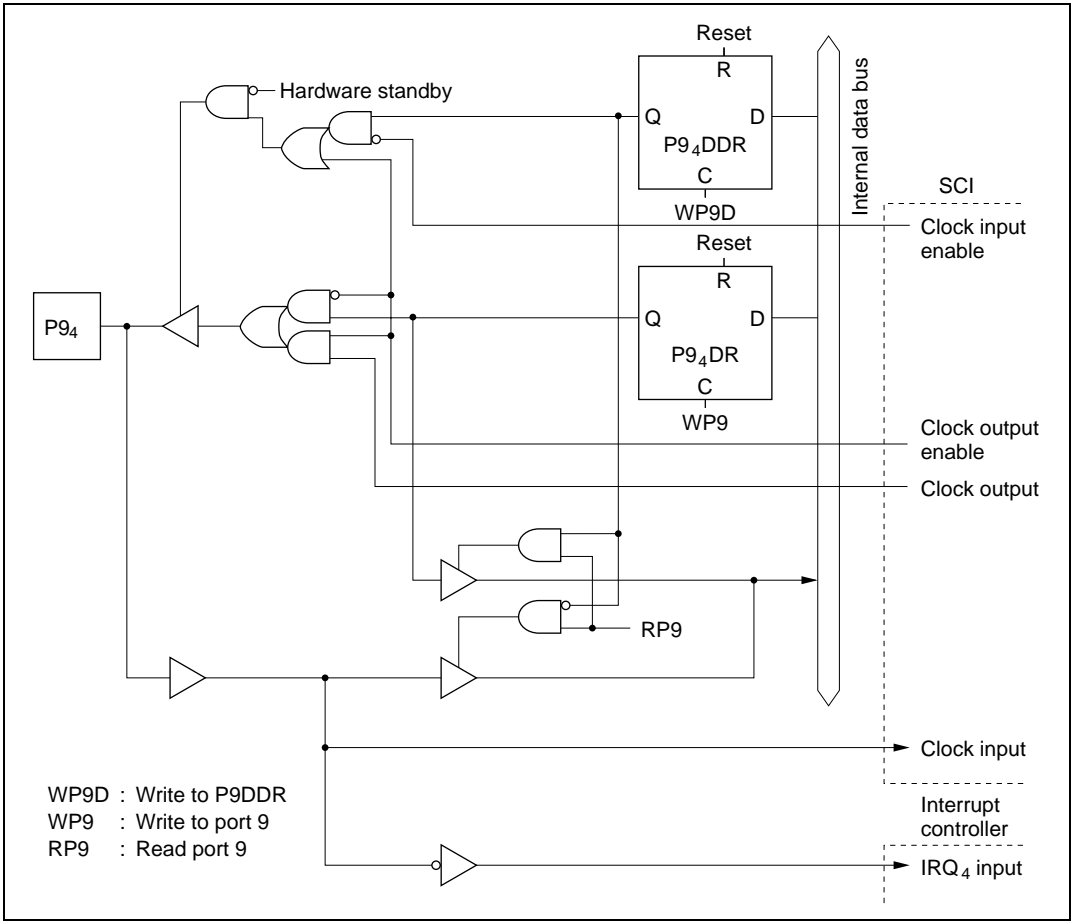 Reset
R
Hardware standby
Q
D
P9₄DDR
C
WP9D
Internal data bus
SCI
Clock input
enable
Reset
R
P9₄
Q
D
P9₄DR
C
WP9
Clock output
enable
Clock output
RP9
Clock input
WP9D : Write to P9DDR
WP9 : Write to port 9
RP9 : Read port 9
Interrupt
controller
IRQ₄ input